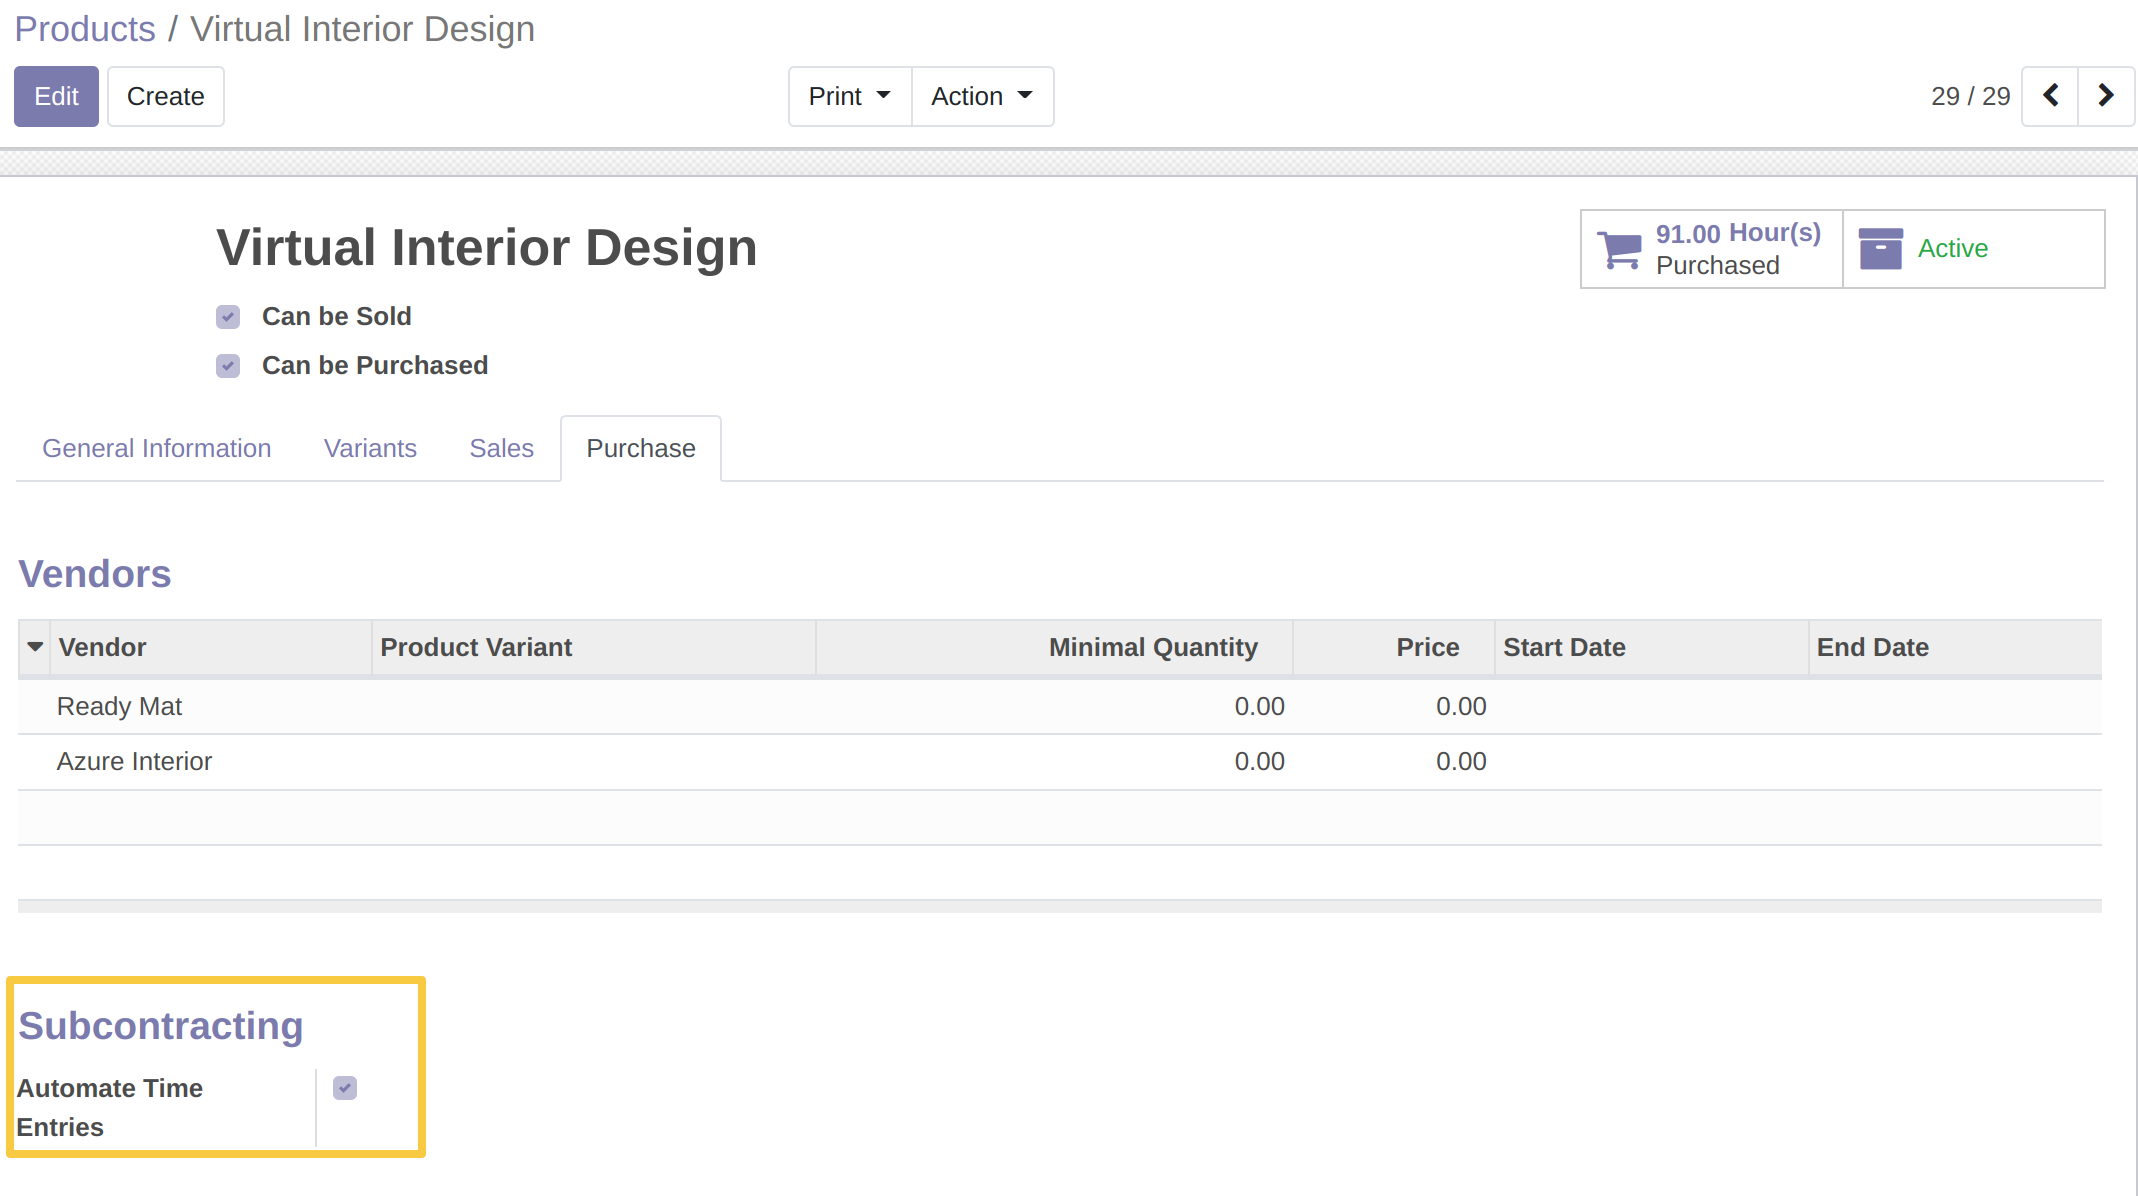 Products / Virtual Interior Design
Edit Create Print Action 29 / 29
Virtual Interior Design
91.00 Hour(s)
Purchased
Active
Can be Sold
Can be Purchased
General Information Variants Sales Purchase
Vendors
Vendor Product Variant Minimal Quantity Price Start Date End Date
Ready Mat 0.00 0.00
Azure Interior 0.00 0.00
Subcontracting
Automate Time
Entries